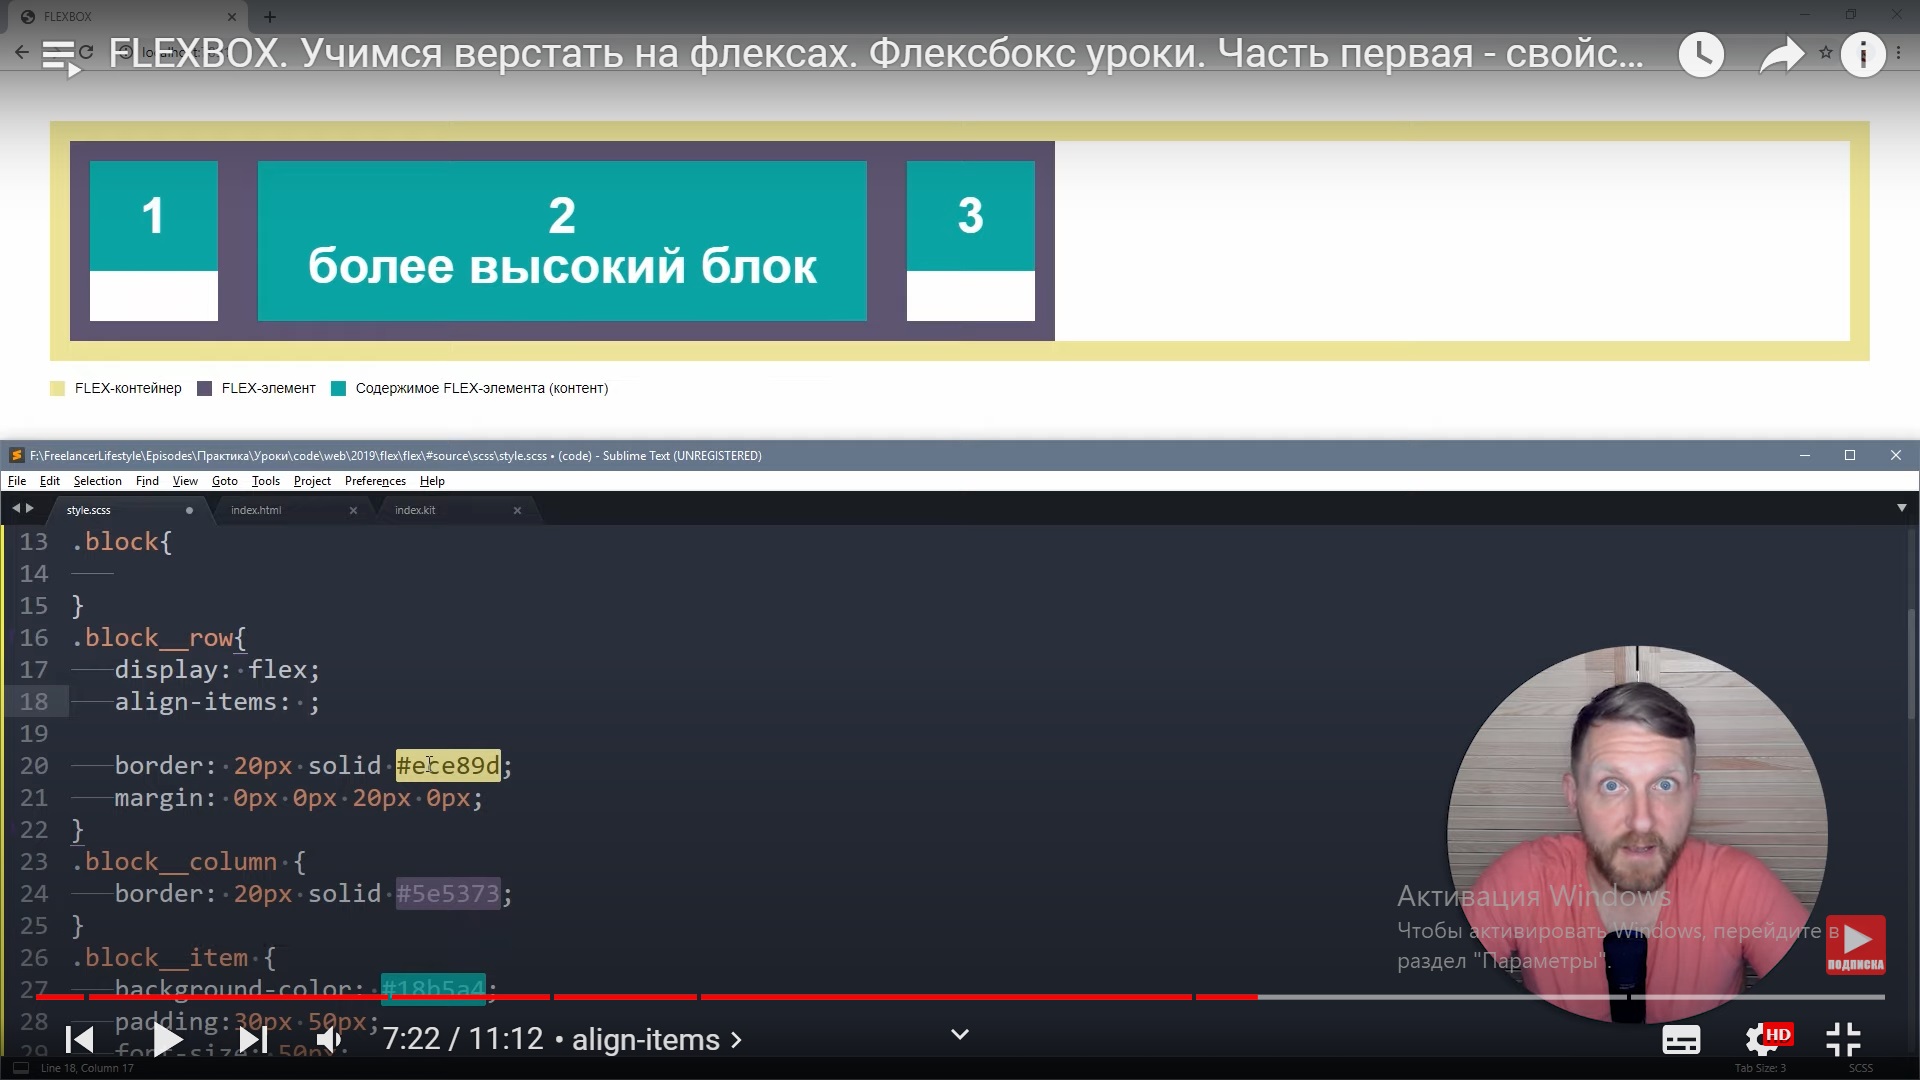 FLEXBOX
FLEXBOX. Учимся верстать на флексах. Флексбокс уроки. Часть первая - свойс...
1
2
более высокий блок
3
FLEX-контейнер
FLEX-элемент
Содержимое FLEX-элемента (контент)
F:\FreelancerLifestyle\Episodes\Практика\Уроки\code\web\2019\flex\flex\#source\scss\style.scss • (code) - Sublime Text (UNREGISTERED)
File Edit Selection Find View Goto Tools Project Preferences Help
style.scss
index.html
index.kit
13 .block{
14
15 }
16 .block__row{
17 display: flex;
18 align-items: ;
19
20 border: 20px solid #ece89d;
21 margin: 0px 0px 20px 0px;
22 }
23 .block__column {
24 border: 20px solid #5e5373;
25 }
26 .block__item {
27 background-color: #18b5a4;
28 padding:30px 50px;
29 font-size: 50px;
Активация Windows
Чтобы активировать Windows, перейдите в
раздел "Параметры".
ПОДПИСКА
7:22 / 11:12 • align-items
HD
Line 18, Column 17
Tab Size: 3
SCSS